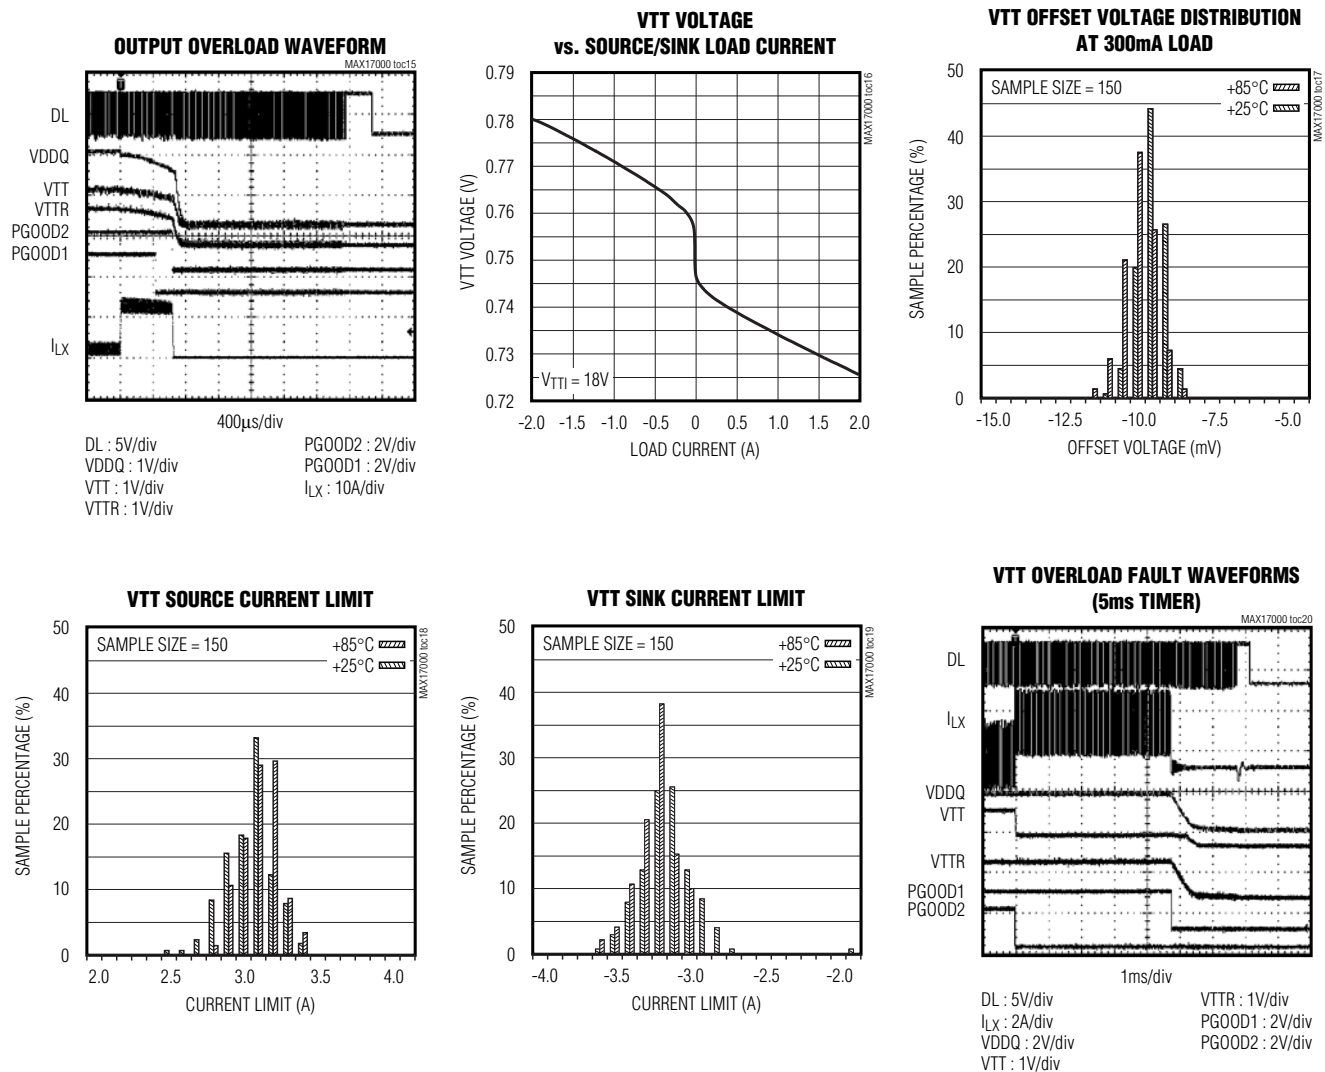 OUTPUT OVERLOAD WAVEFORM
MAX17000 toc15
DL
VDDQ
VTT
VTTR
PGOOD2
PGOOD1
ILX
400µs/div
DL : 5V/div
VDDQ : 1V/div
VTT : 1V/div
VTTR : 1V/div
PGOOD2 : 2V/div
PGOOD1 : 2V/div
ILX : 10A/div
VTT VOLTAGE
vs. SOURCE/SINK LOAD CURRENT
MAX17000 toc16
VTT VOLTAGE (V)
0.79
0.78
0.77
0.76
0.75
0.74
0.73
0.72
VTTI = 18V
-2.0 -1.5 -1.0 -0.5 0 0.5 1.0 1.5 2.0
LOAD CURRENT (A)
VTT OFFSET VOLTAGE DISTRIBUTION
AT 300mA LOAD
MAX17000 toc17
SAMPLE SIZE = 150
+85°C
+25°C
SAMPLE PERCENTAGE (%)
50
40
30
20
10
0
-15.0 -12.5 -10.0 -7.5 -5.0
OFFSET VOLTAGE (mV)
VTT SOURCE CURRENT LIMIT
MAX17000 toc18
SAMPLE SIZE = 150
+85°C
+25°C
SAMPLE PERCENTAGE (%)
50
40
30
20
10
0
2.0 2.5 3.0 3.5 4.0
CURRENT LIMIT (A)
VTT SINK CURRENT LIMIT
MAX17000 toc19
SAMPLE SIZE = 150
+85°C
+25°C
SAMPLE PERCENTAGE (%)
50
40
30
20
10
0
-4.0 -3.5 -3.0 -2.5 -2.0
CURRENT LIMIT (A)
VTT OVERLOAD FAULT WAVEFORMS
(5ms TIMER)
MAX17000 toc20
DL
ILX
VDDQ
VTT
VTTR
PGOOD1
PGOOD2
1ms/div
DL : 5V/div
ILX : 2A/div
VDDQ : 2V/div
VTT : 1V/div
VTTR : 1V/div
PGOOD1 : 2V/div
PGOOD2 : 2V/div